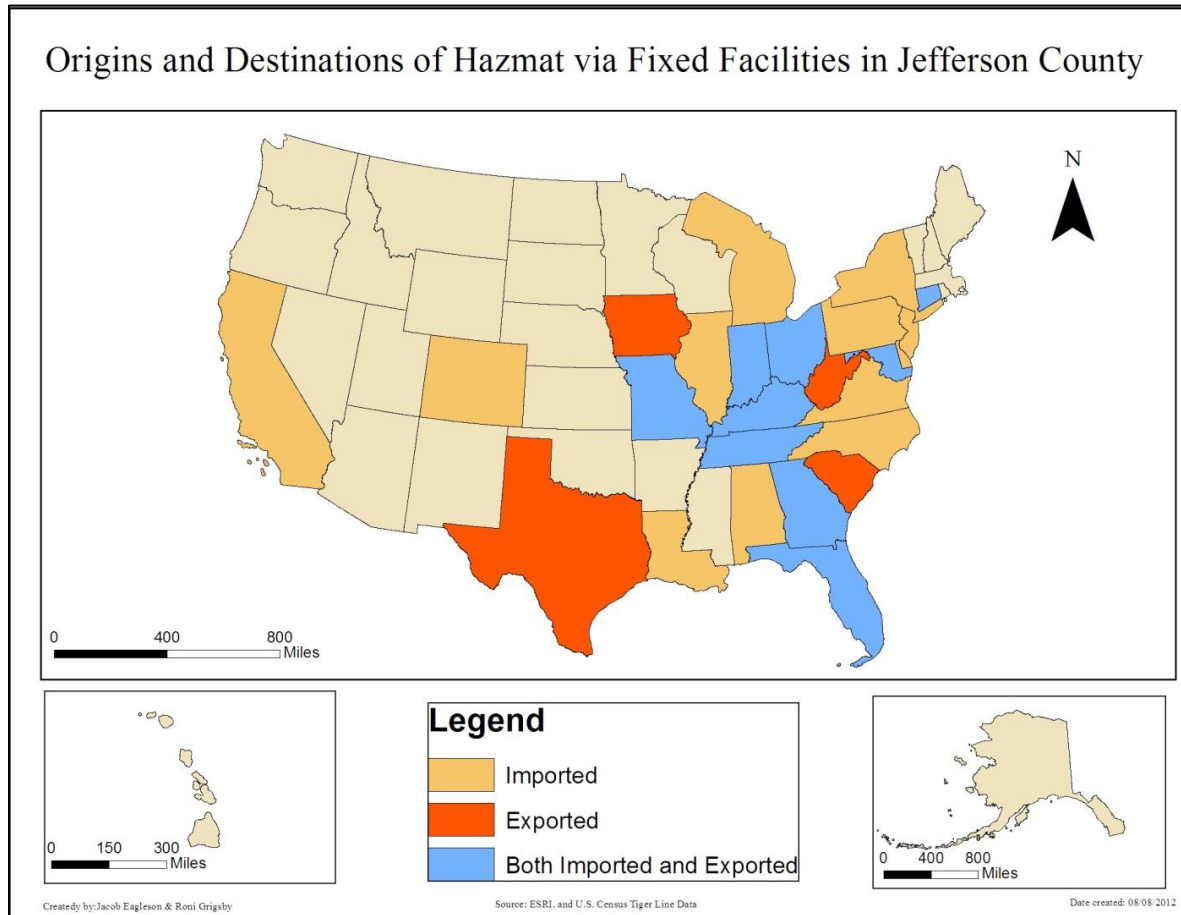 Origins and Destinations of Hazmat via Fixed Facilities in Jefferson County
N
0 400 800
Miles
0 150 300
Miles
Legend
Imported
Exported
Both Imported and Exported
0 400 800
Miles
Createdy by:Jacob Eagleson & Roni Grigsby
Source: ESRI, and U.S. Census Tiger Line Data
Date created: 08/08/2012